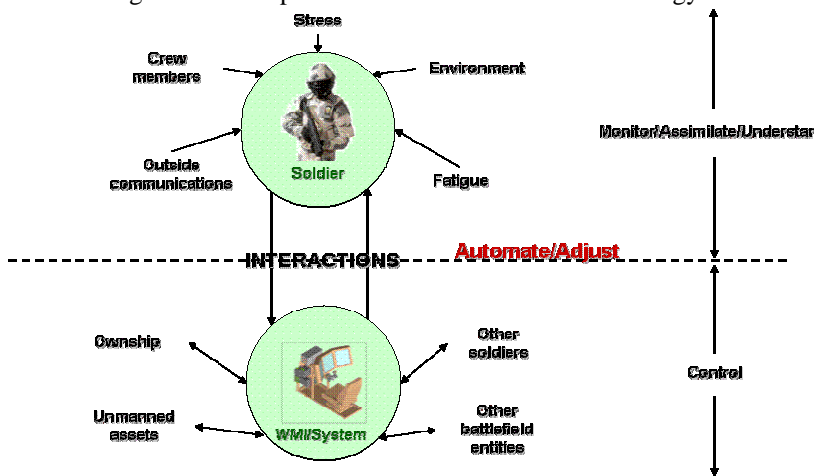 Stress
Crew
members
Environment
Monitor/Assimilate/Understan
Outside
communications
Soldier
Fatigue
INTERACTIONS
Automate/Adjust
Ownship
Other
soldiers
Control
Unmanned
assets
WMI/System
Other
battlefield
entities